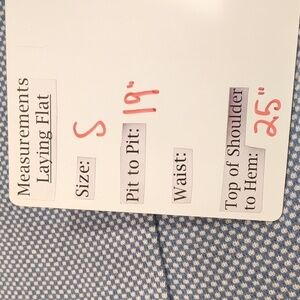 Measurements
Laying Flat
Size: S
Pit to Pit: 19"
Waist:
Top of Shoulder
to Hem: 25"